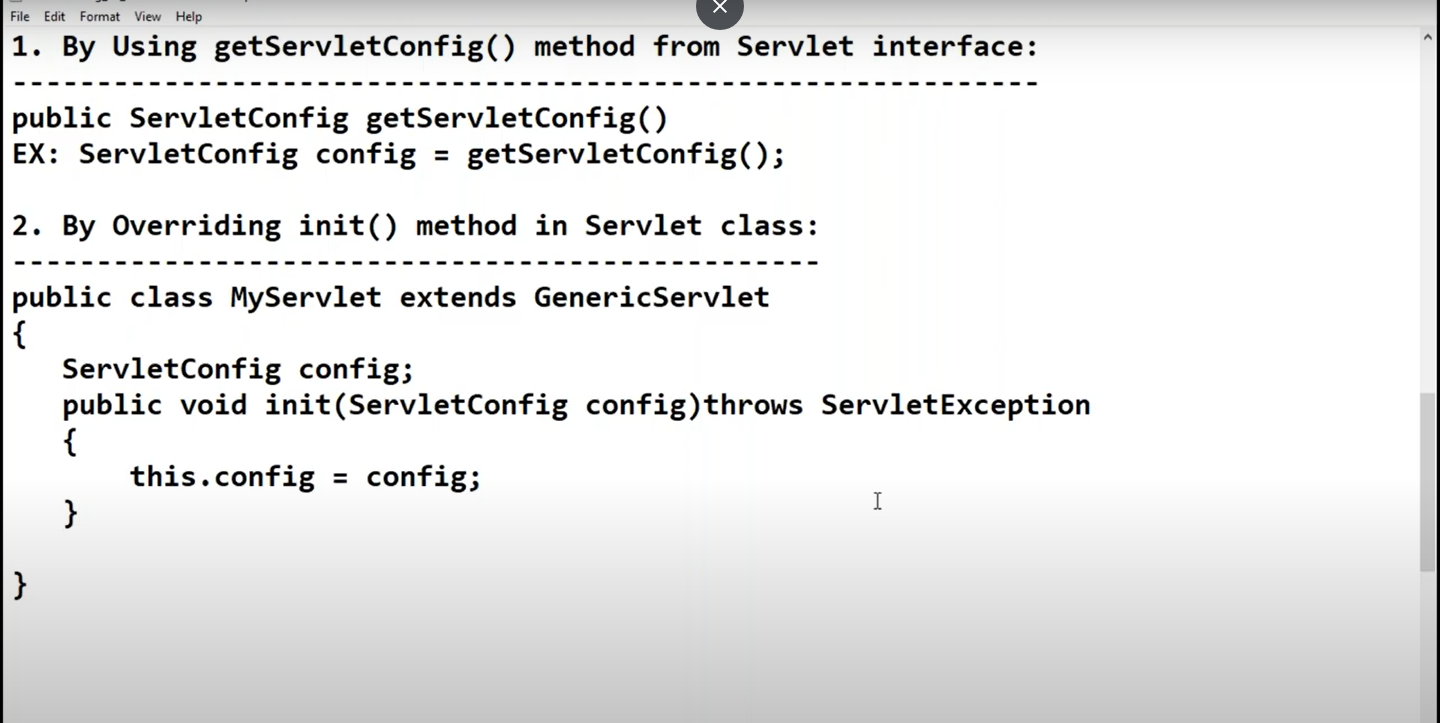 File Edit Format View Help
1. By Using getServletConfig() method from Servlet interface:
-------------------------------------------------------------
public ServletConfig getServletConfig()
EX: ServletConfig config = getServletConfig();
2. By Overriding init() method in Servlet class:
------------------------------------------------
public class MyServlet extends GenericServlet
{
ServletConfig config;
public void init(ServletConfig config)throws ServletException
{
this.config = config;
}
}